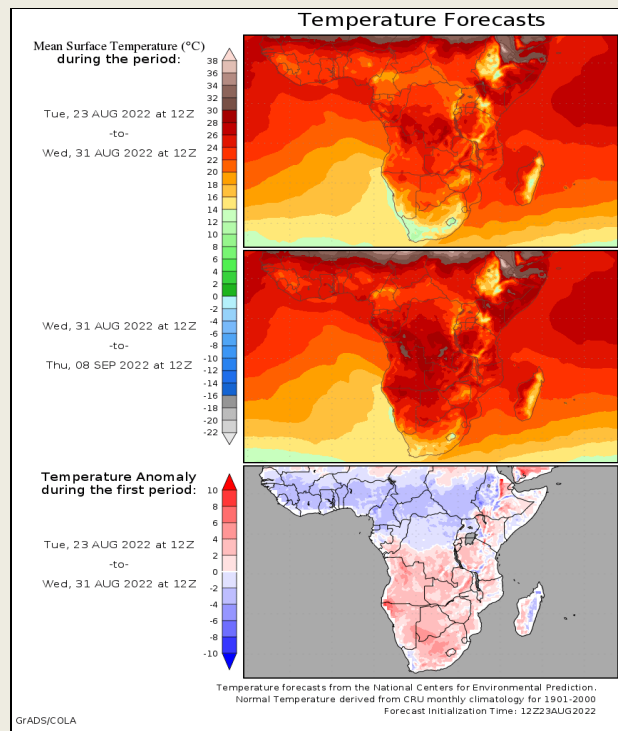 Temperature Forecasts
Mean Surface Temperature (°C)
during the period:
Tue, 23 AUG 2022 at 12Z
-to-
Wed, 31 AUG 2022 at 12Z
38
36
34
32
30
28
26
24
22
20
18
16
14
12
10
8
6
4
2
0
-2
-4
-6
-8
-10
-12
-14
-16
-18
-20
-22
Wed, 31 AUG 2022 at 12Z
-to-
Thu, 08 SEP 2022 at 12Z
Temperature Anomaly
during the first period:
Tue, 23 AUG 2022 at 12Z
-to-
Wed, 31 AUG 2022 at 12Z
10
8
6
4
2
0
-2
-4
-6
-8
-10
Temperature forecasts from the National Centers for Environmental Prediction.
Normal Temperature derived from CRU monthly climatology for 1901-2000
Forecast Initialization Time: 12Z23AUG2022
GrADS/COLA